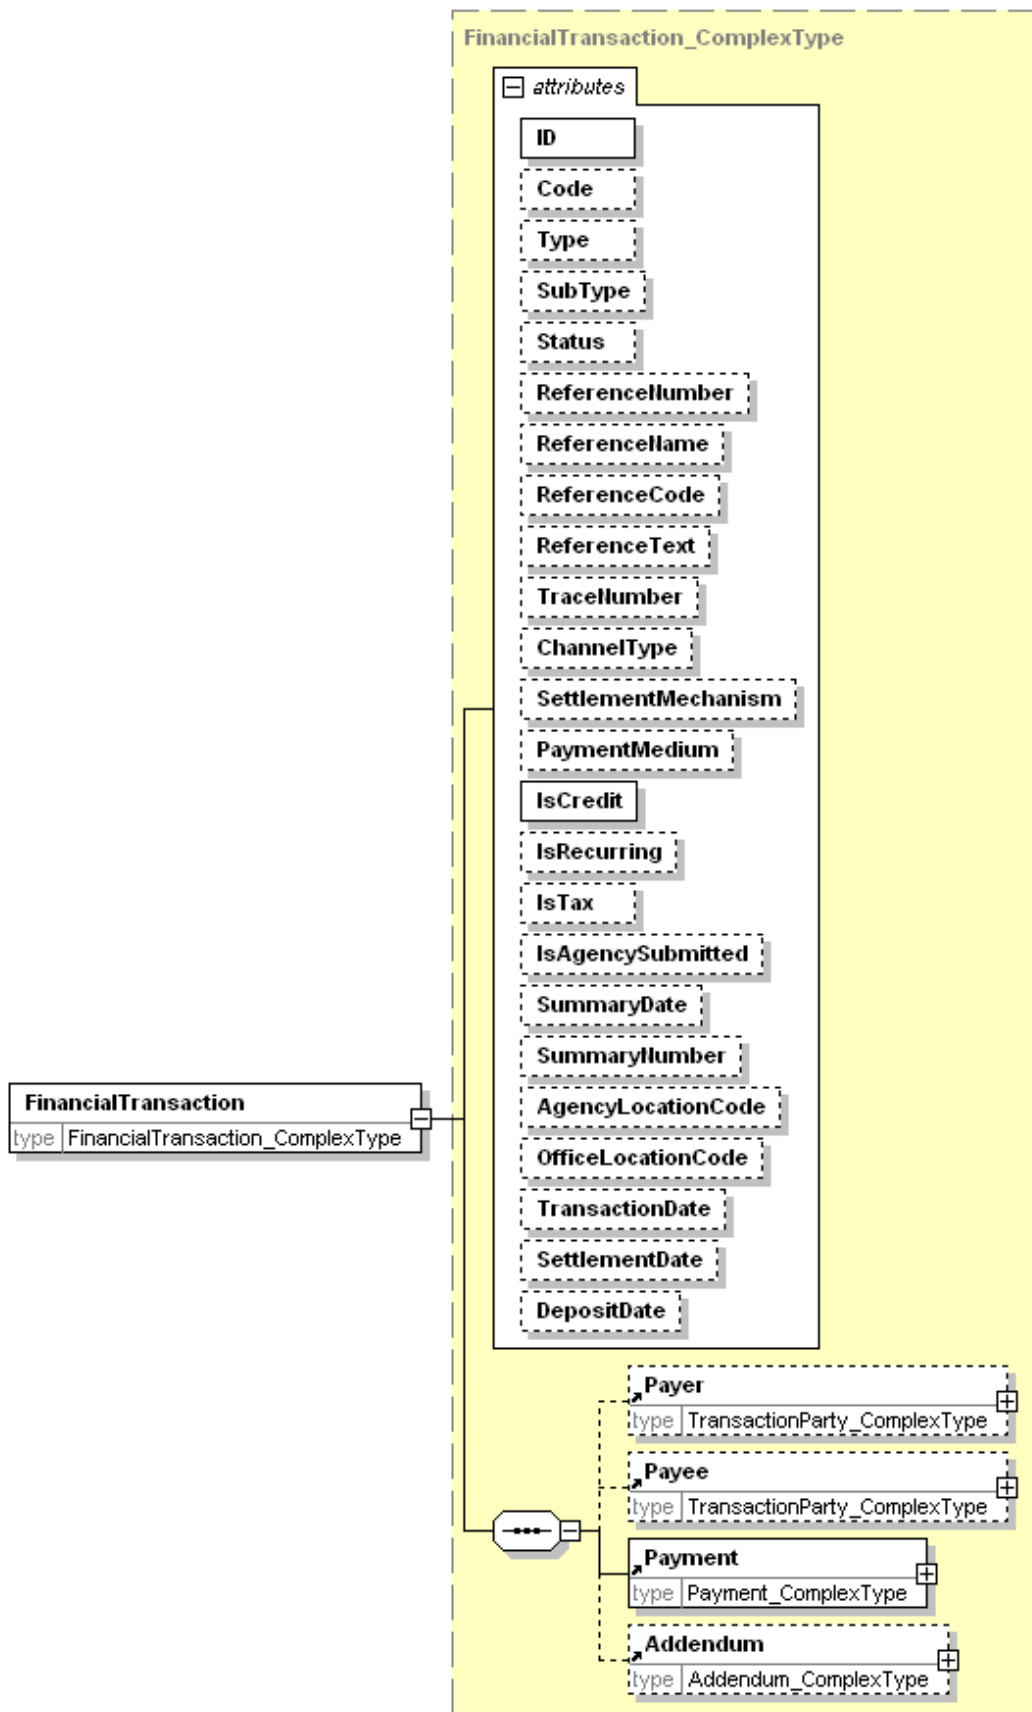 FinancialTransaction_ComplexType
attributes
ID
Code
Type
SubType
Status
ReferenceNumber
ReferenceName
ReferenceCode
ReferenceText
TraceNumber
ChannelType
SettlementMechanism
PaymentMedium
IsCredit
IsRecurring
IsTax
IsAgencySubmitted
SummaryDate
SummaryNumber
AgencyLocationCode
OfficeLocationCode
TransactionDate
SettlementDate
DepositDate
FinancialTransaction
type FinancialTransaction_ComplexType
Payer
type TransactionParty_ComplexType
Payee
type TransactionParty_ComplexType
Payment
type Payment_ComplexType
Addendum
type Addendum_ComplexType